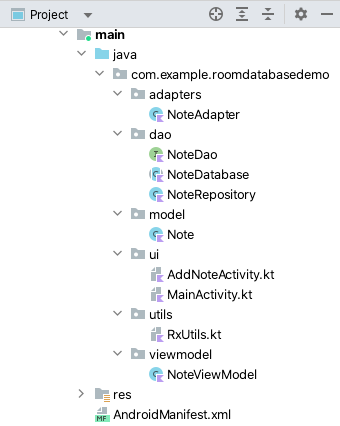 Project
main
java
com.example.roomdatabasedemo
adapters
NoteAdapter
dao
NoteDao
NoteDatabase
NoteRepository
model
Note
ui
AddNoteActivity.kt
MainActivity.kt
utils
RxUtils.kt
viewmodel
NoteViewModel
res
AndroidManifest.xml